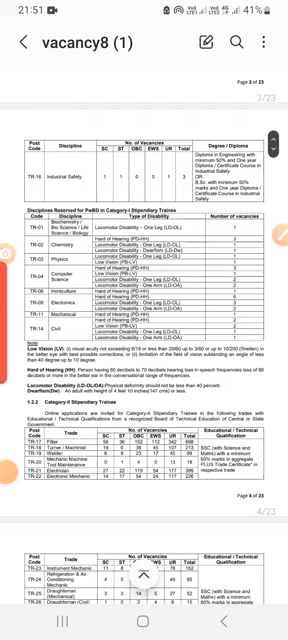 21:51
VoD LTE1
VoD LTE2
4G
41%
vacancy8 (1)
Page 3 of 23
3/23
Post Code
Discipline
No. of Vacancies
Degree / Diploma
SC ST OBC EWS UR Total
TR-16 Industrial Safety 1 1 0 0 1 3
Diploma in Engineering with
minimum 50% and One year
Diploma / Certificate Course in
Industrial Safety
OR
B.Sc. with minimum 50%
marks and One year Diploma /
Certificate Course in Industrial
Safety
Disciplines Reserved for PwBD in Category-I Stipendiary Trainee
Post Code Discipline Type of Disability Number of vacancies
TR-01 Biochemistry / Bio Science / Life Science / Biology Locomotor Disability – One Leg (LD-OL) 1
TR-02 Chemistry
Hard of Hearing (PD-HH) 3
Locomotor Disability - One Leg (LD-OL)
Locomotor Disability - Dwarfism (Dw) 1
TR-03 Physics
Locomotor Disability - One Leg (LD-OL)
Low Vision (PB-LV)
TR-04 Computer Science
Hard of Hearing (PD-HH)
Locomotor Disability - One Leg (LD-OL)
Locomotor Disability - One Arm (LD-OA)
TR-06 Horticulture Hard of Hearing (PD-HH) 1
TR-09 Electronics
Hard of Hearing (PD-HH) 6
Locomotor Disability - One Leg (LD-OL) 3
Locomotor Disability - One Arm (LD-OA)
TR-11 Mechanical Hard of Hearing (PD-HH)
TR-14 Civil
Hard of Hearing (PD-HH) 2
Low Vision (PB-LV)
Locomotor Disability - One Leg (LD-OL) 1
Locomotor Disability - One Arm (LD-OA)
Note
Low Vision (LV): (i) visual acuity not exceeding 6/18 or less than 20/60 up to 3/60 or up to 10/200 (Snellen) in
the better eye with best possible corrections; or (ii) limitation of the field of vision subtending an angle of less
than 40 degree up to 10 degree.
Hard of Hearing (HH): Person having 60 decibels to 70 decibels hearing loss in speech frequencies loss of 60
decibels or more in the better ear in the conversational range of frequencies.
Locomotor Disability (LD-OL/OA): Physical deformity should not be less than 40 percent.
Dwarfism(Dw): An adult with height of 4 feet 10 inches(147 cms) or less.
1.2.2 Category-II Stipendiary Trainee
Online applications are invited for Category-II Stipendiary Trainee in the following trades with
Educational / Technical Qualifications from a recognized Board of Technical Education of Central or State
Government.
Post Code
Trade
No. of Vacancies
Educational / Technical Qualification
SC ST OBC EWS UR Total
TR-17 Fitter 56 36 152 112 342 698
TR-18 Turner / Machinist 19 6 36 45 107 213
TR-19 Welder 6 8 23 17 45 99
TR-20 Mechanic Machine Tool Maintenance 0 1 4 0 13 18
TR-21 Electrician 27 22 119 54 177 399
TR-22 Electronic Mechanic 14 17 54 24 117 226
SSC (with Science
and Maths) with a minimum
60% marks in aggregate
PLUS Trade Certificate* in
respective trade
Page 4 of 23
4/23
Post Code
Trade
No. of Vacancies
Educational / Technical Qualification
SC ST OBC EWS UR Total
TR-23 Instrument Mechanic 11 8 78 152
TR-24 Refrigeration & Air Conditioning Mechanic 4 5 49 95
TR-25 Draughtsman (Mechanical) 3 3 14 5 27 52
TR-26 Draughtsman (Civil) 1 0 2 4 8 15
SSC (with Science and
Maths) with a minimum
60% marks in aggregate